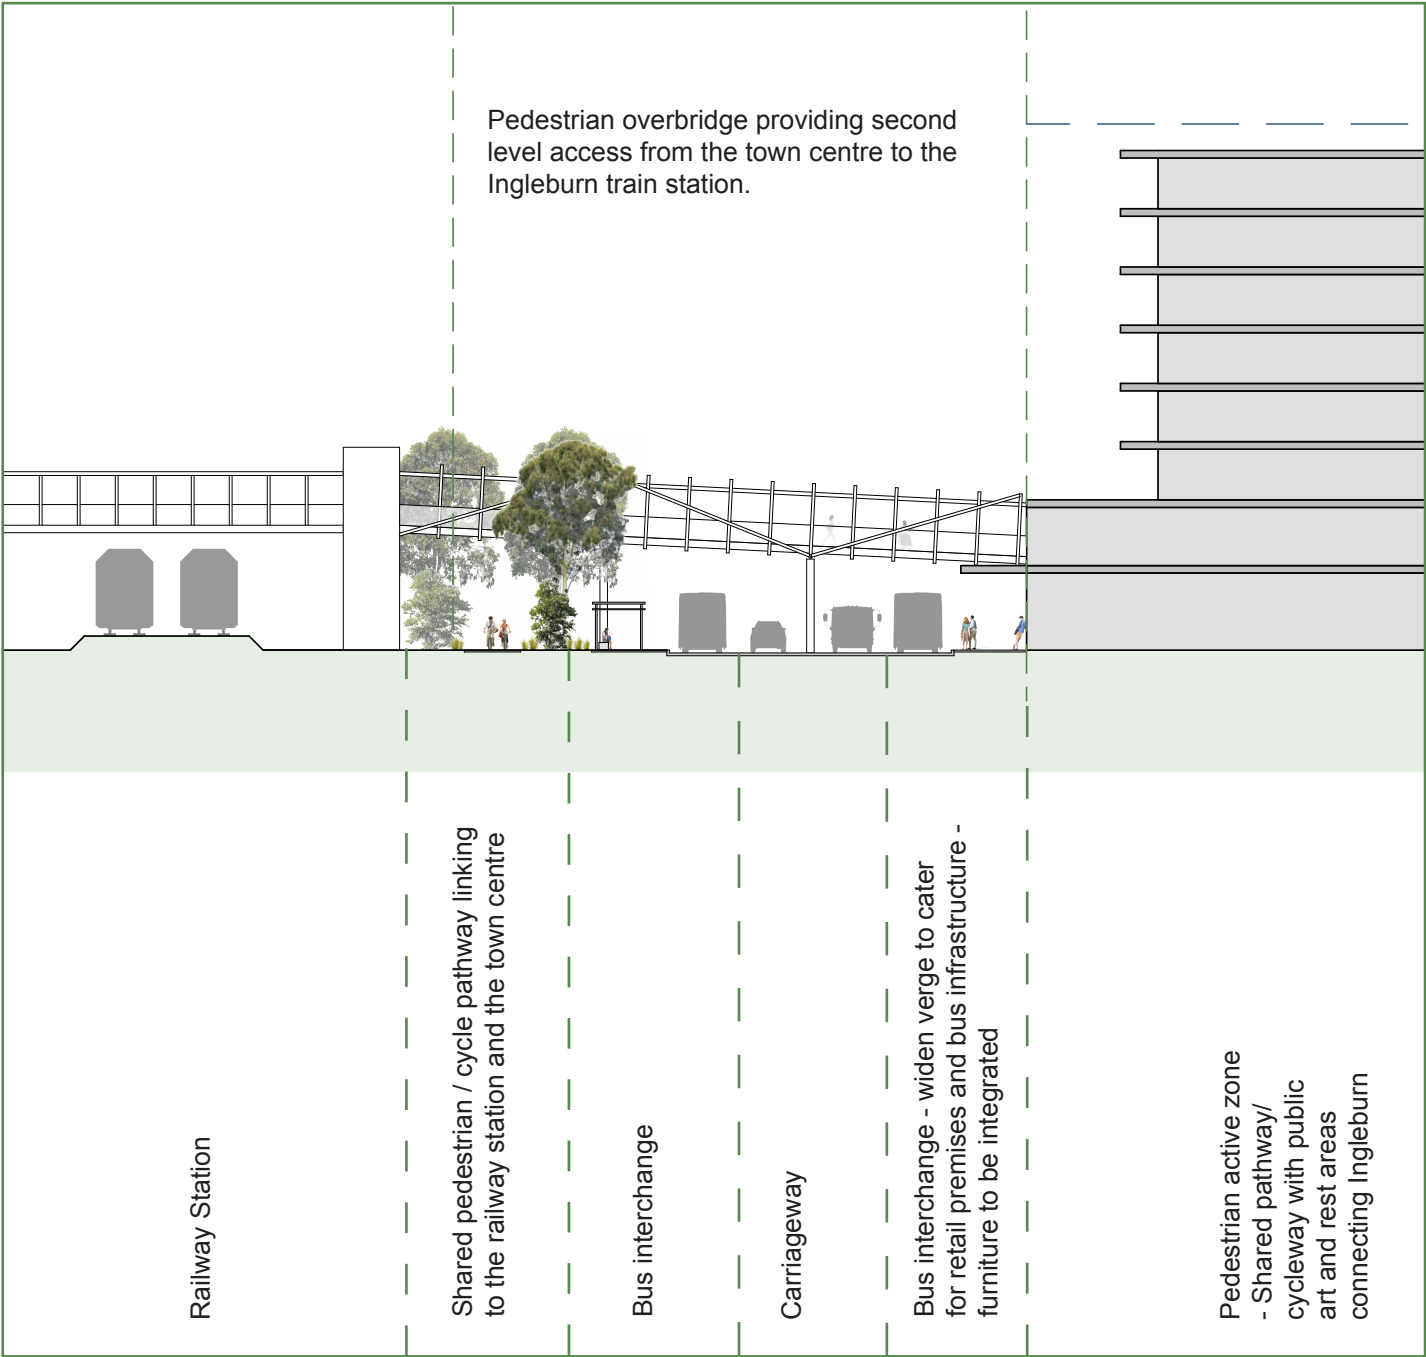 Pedestrian overbridge providing second
level access from the town centre to the
Ingleburn train station.
Railway Station
Shared pedestrian / cycle pathway linking
to the railway station and the town centre
Bus interchange
Carriageway
Bus interchange - widen verge to cater
for retail premises and bus infrastructure -
furniture to be integrated
Pedestrian active zone
- Shared pathway/
cycleway with public
art and rest areas
connecting Ingleburn